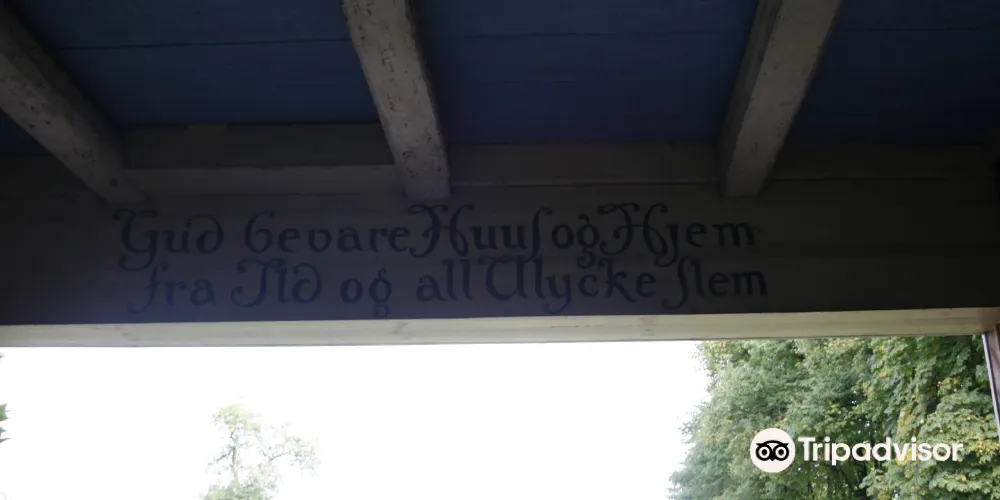 Gud bevare Huus og Hjem
fra Ild og all Ulycke slem
Tripadvisor